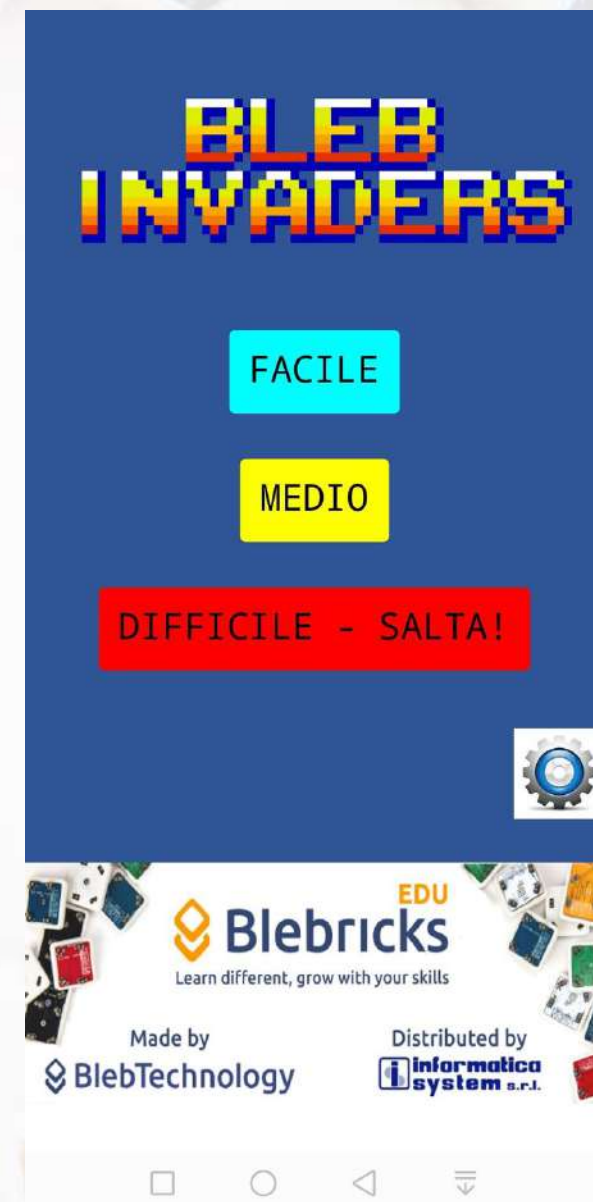 BLEB
INVADERS
FACILE
MEDIO
DIFFICILE - SALTA!
EDU
Blebricks
Learn different, grow with your skills
Made by
BlebTechnology
Distributed by
informatica
system s.r.l.